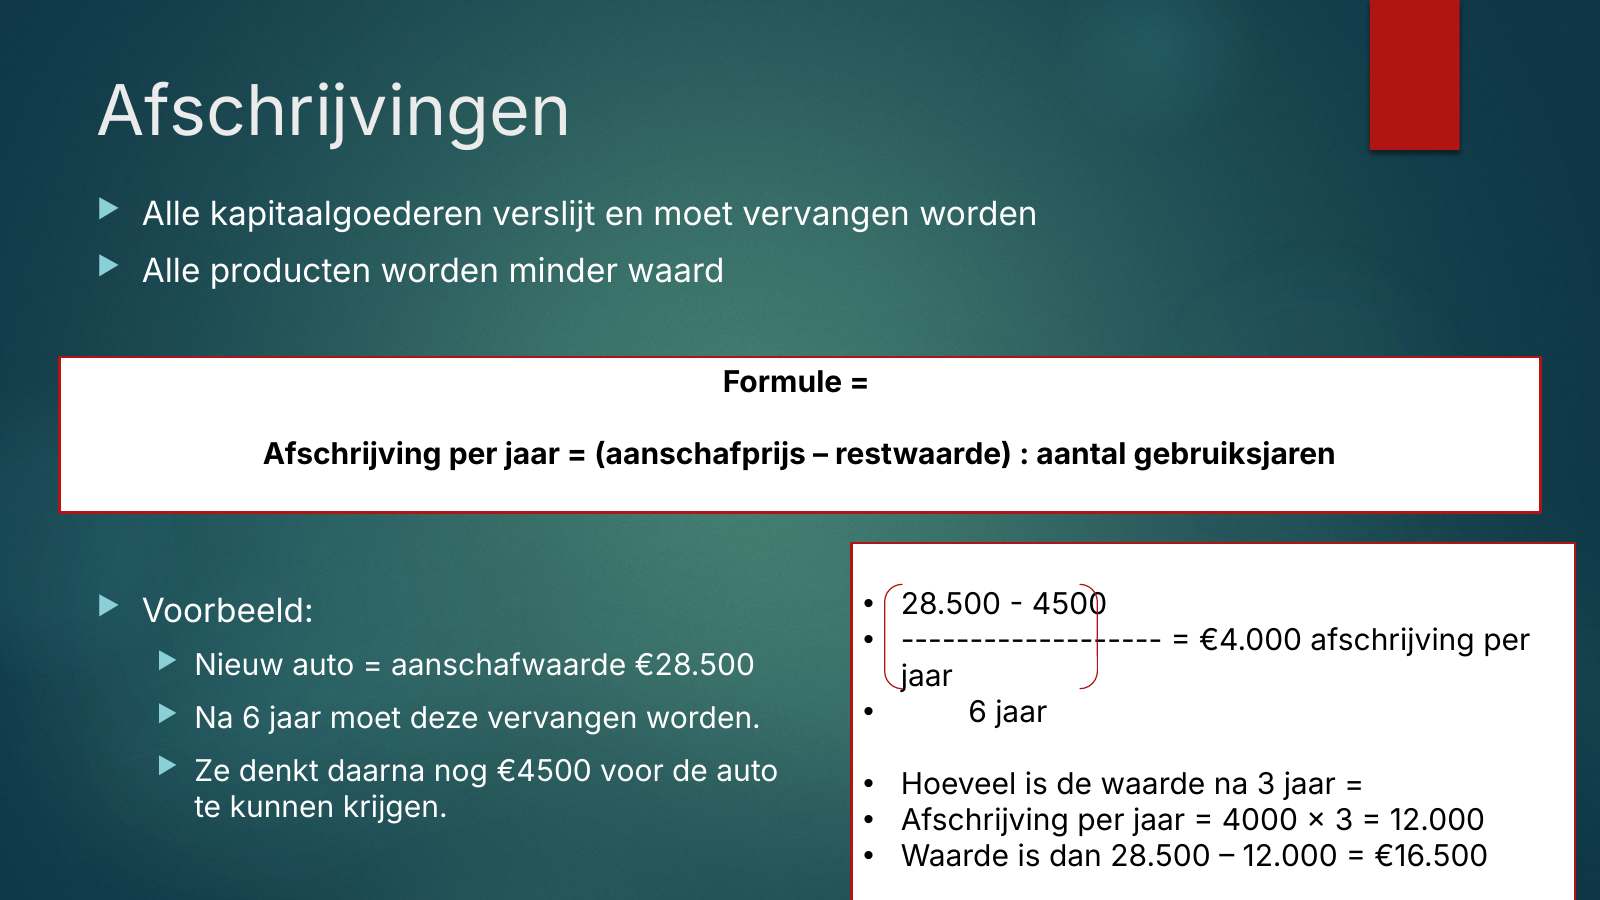 Afschrijvingen
Alle kapitaalgoederen verslijt en moet vervangen worden
Alle producten worden minder waard
Formule =
Afschrijving per jaar = (aanschafprijs – restwaarde) : aantal gebruiksjaren
Voorbeeld:
Nieuw auto = aanschafwaarde €28.500
Na 6 jaar moet deze vervangen worden.
Ze denkt daarna nog €4500 voor de auto
te kunnen krijgen.
• 28.500 - 4500
• ------------------- = €4.000 afschrijving per
jaar
• 6 jaar
• Hoeveel is de waarde na 3 jaar =
• Afschrijving per jaar = 4000 × 3 = 12.000
• Waarde is dan 28.500 – 12.000 = €16.500